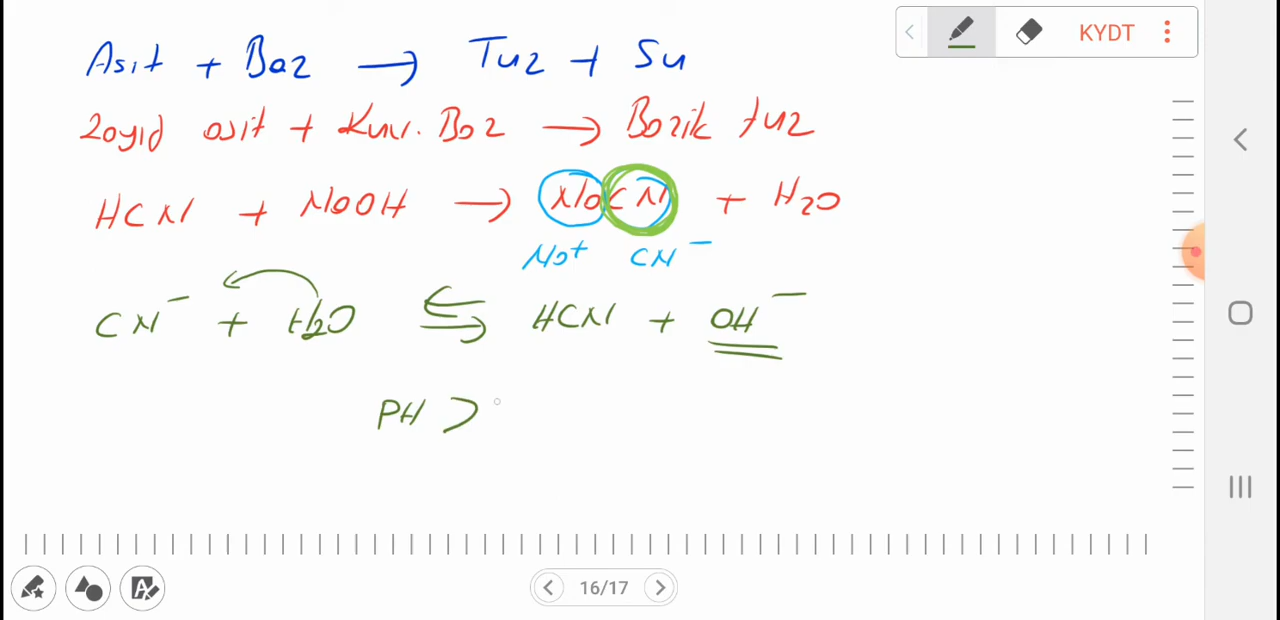 KYDT
Asit + Baz → Tuz + Su
Zayıf asit + Kuv. Baz → Bazik tuz
HCN + NaOH → NaCN + H2O
Na+ CN−
CN− + H2O ⇌ HCN + OH−
PH >
16/17